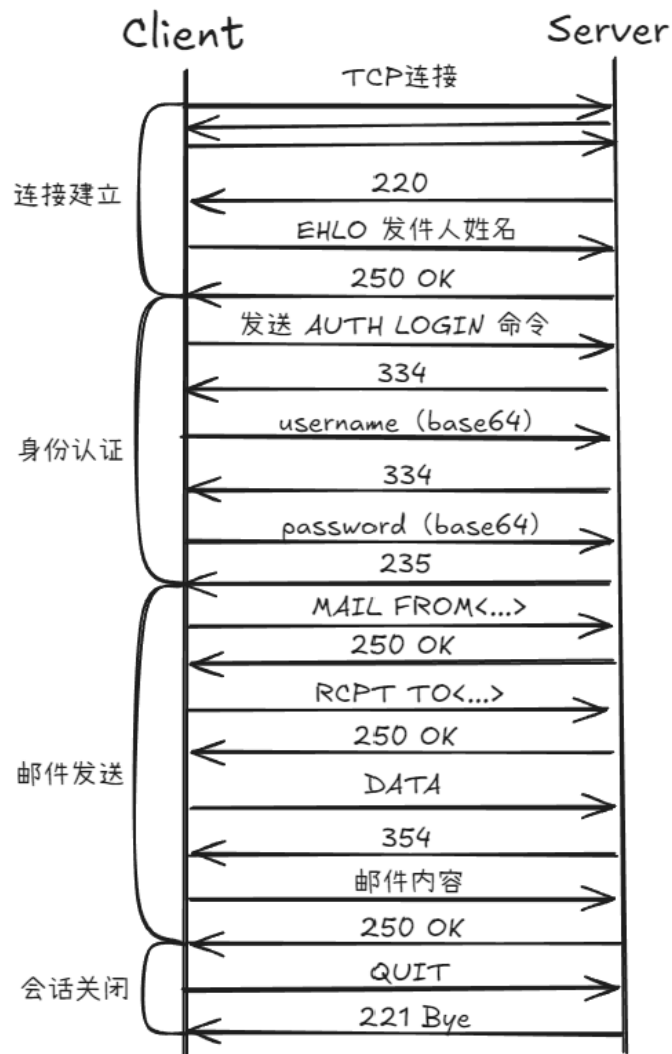 Client
Server
TCP连接
220
连接建立
EHLO 发件人姓名
250 OK
发送 AUTH LOGIN 命令
334
username (base64)
身份认证
334
password (base64)
235
MAIL FROM<...>
250 OK
RCPT TO<...>
250 OK
邮件发送
DATA
354
邮件内容
250 OK
QUIT
会话关闭
221 Bye